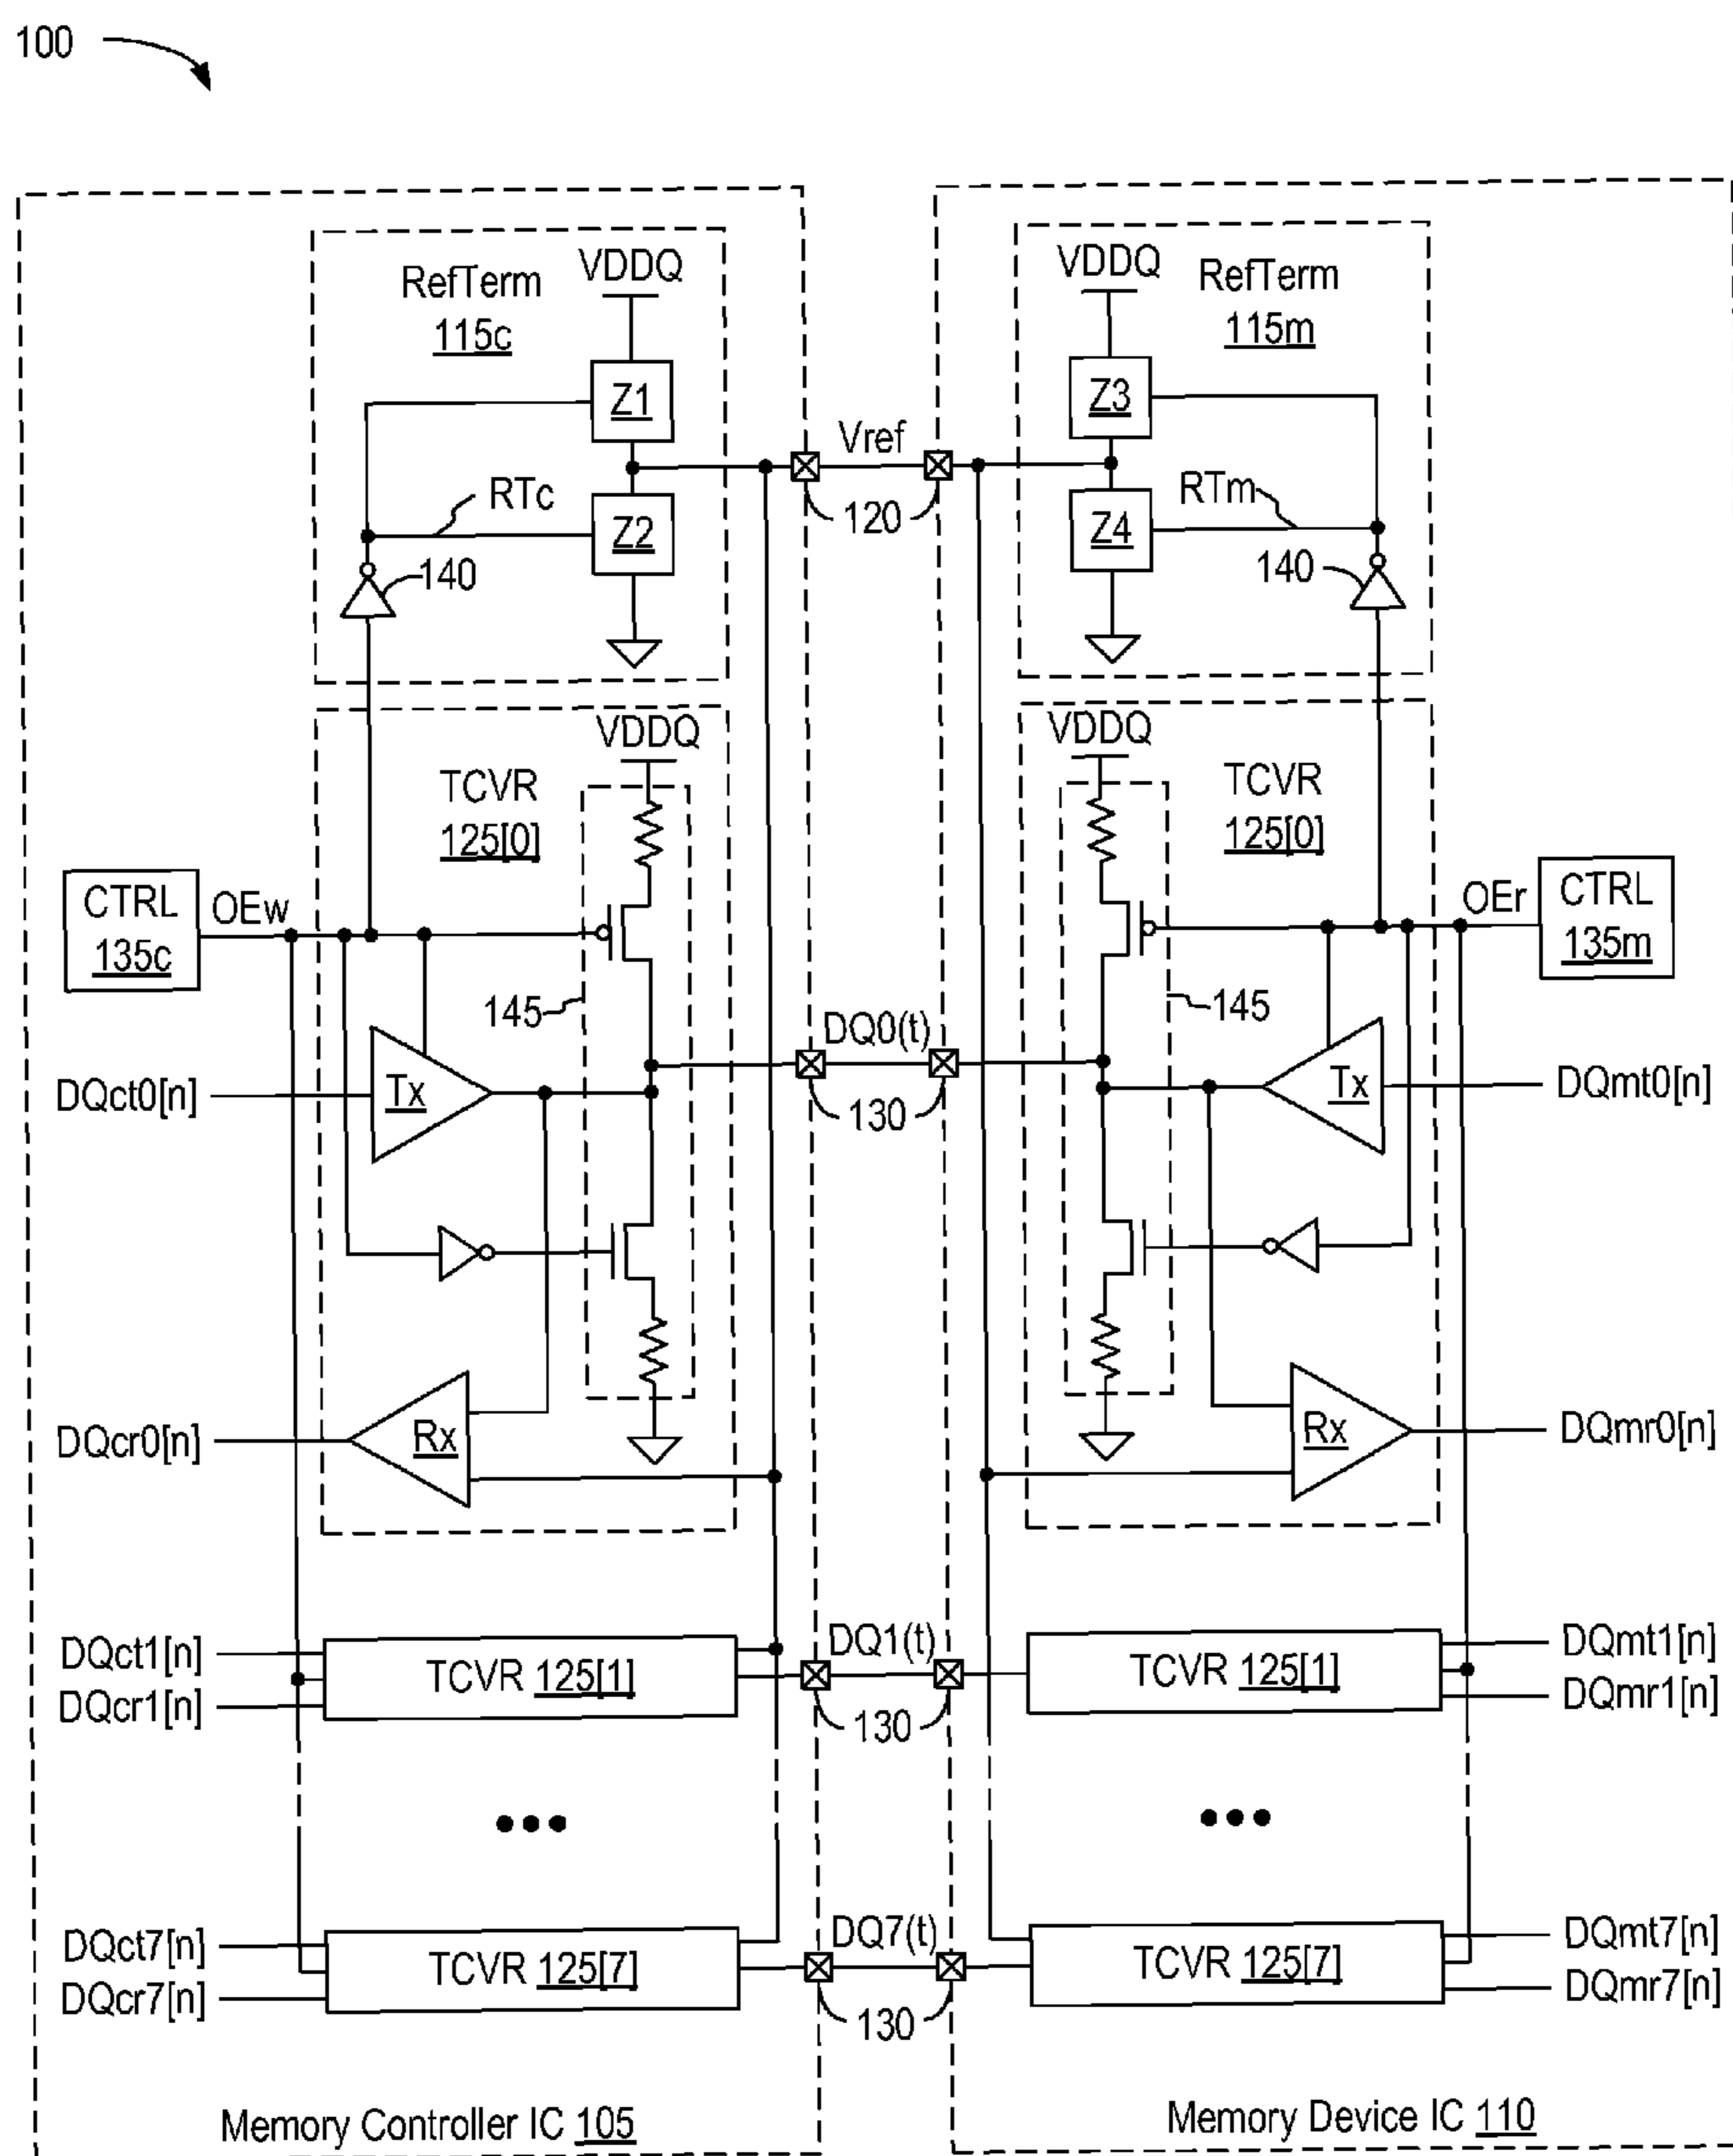 100
VDDQ
RefTerm
115c
Z1
Z2
RTc
140
VDDQ
RefTerm
115m
Z3
Z4
RTm
140
Vref
120
VDDQ
TCVR
125[0]
CTRL
135c
OEw
145
DQct0[n]
Tx
DQ0(t)
130
DQcr0[n]
Rx
VDDQ
TCVR
125[0]
OEr
CTRL
135m
145
Tx
DQmt0[n]
Rx
DQmr0[n]
DQct1[n]
DQcr1[n]
TCVR 125[1]
DQ1(t)
130
TCVR 125[1]
DQmt1[n]
DQmr1[n]
DQct7[n]
DQcr7[n]
TCVR 125[7]
DQ7(t)
130
TCVR 125[7]
DQmt7[n]
DQmr7[n]
Memory Controller IC 105
Memory Device IC 110